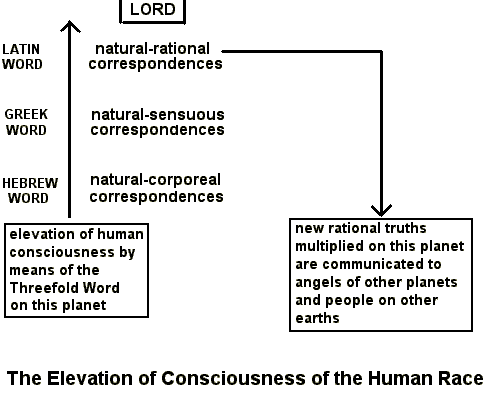 LORD
LATIN
WORD
natural-rational
correspondences
GREEK
WORD
natural-sensuous
correspondences
HEBREW
WORD
natural-corporeal
correspondences
elevation of human
consciousness by
means of the
Threefold Word
on this planet
new rational truths
multiplied on this planet
are communicated to
angels of other planets
and people on other
earths
The Elevation of Consciousness of the Human Race